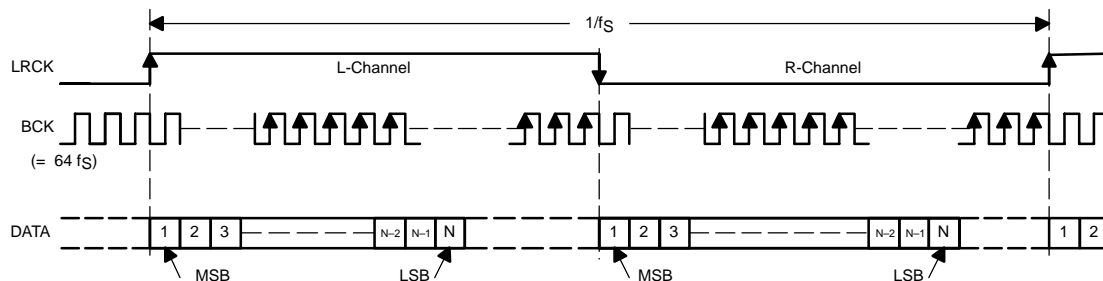 1/fS
LRCK
L-Channel
R-Channel
BCK
(= 64 fS)
DATA
1 2 3 N–2 N–1 N 1 2 3 N–2 N–1 N 1 2
MSB LSB MSB LSB